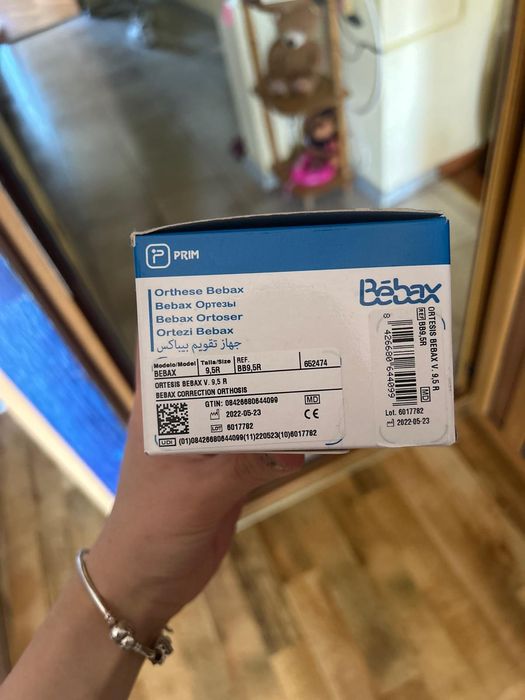 PRIM
Orthese Bebax
Bebax Ортезы
Bebax Ortoser
Ortezi Bebax
جهاز تقويم بيباكس
Bébax
Modelo/Model Talla/Size REF.
BEBAX 9,5R BB9,5R 652474
ORTESIS BEBAX V. 9,5 R
BEBAX CORRECTION ORTHOSIS
GTIN: 08426680644099 MD
2022-05-23 CE
LOT 6017782
UDI (01)08426680644099(11)220523(10)6017782
ORTESIS BEBAX V. 9,5 R
REF BB9,5R
8 426680 644099
Lot. 6017782
2022-05-23